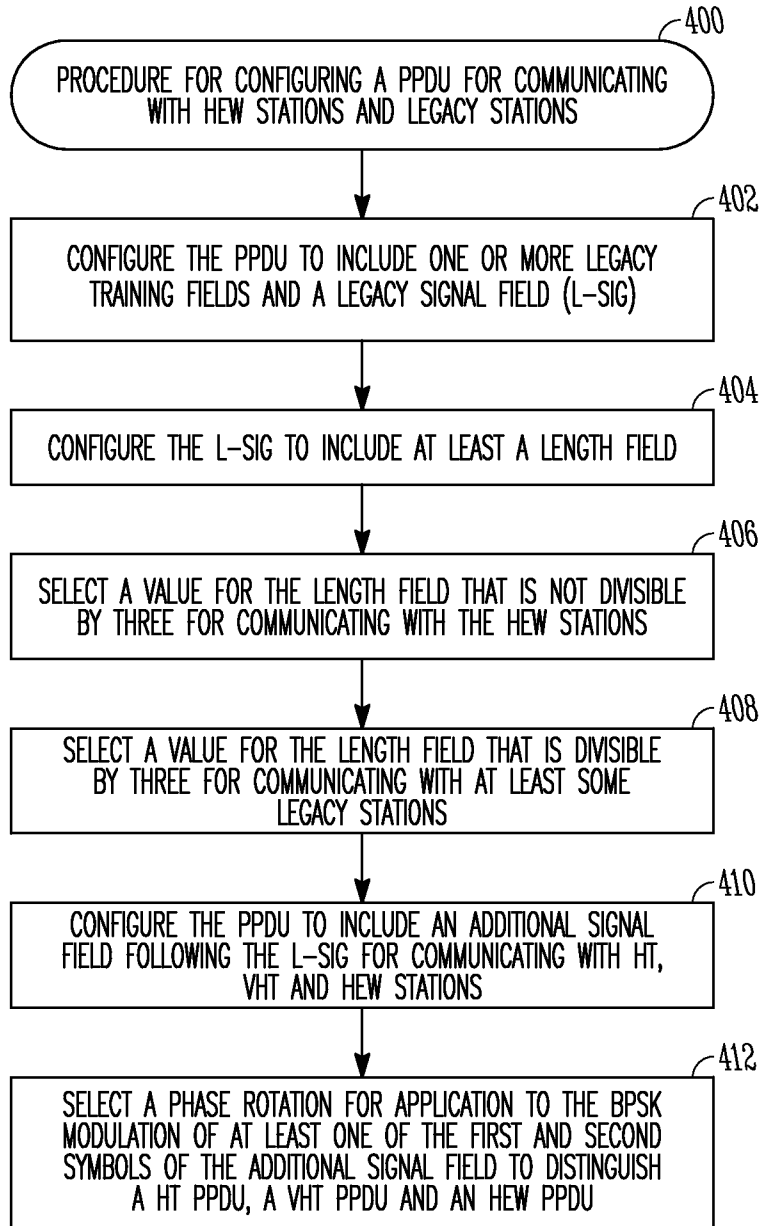 400
PROCEDURE FOR CONFIGURING A PPDU FOR COMMUNICATING
WITH HEW STATIONS AND LEGACY STATIONS
402
CONFIGURE THE PPDU TO INCLUDE ONE OR MORE LEGACY
TRAINING FIELDS AND A LEGACY SIGNAL FIELD (L-SIG)
404
CONFIGURE THE L-SIG TO INCLUDE AT LEAST A LENGTH FIELD
406
SELECT A VALUE FOR THE LENGTH FIELD THAT IS NOT DIVISIBLE
BY THREE FOR COMMUNICATING WITH THE HEW STATIONS
408
SELECT A VALUE FOR THE LENGTH FIELD THAT IS DIVISIBLE
BY THREE FOR COMMUNICATING WITH AT LEAST SOME
LEGACY STATIONS
410
CONFIGURE THE PPDU TO INCLUDE AN ADDITIONAL SIGNAL
FIELD FOLLOWING THE L-SIG FOR COMMUNICATING WITH HT,
VHT AND HEW STATIONS
412
SELECT A PHASE ROTATION FOR APPLICATION TO THE BPSK
MODULATION OF AT LEAST ONE OF THE FIRST AND SECOND
SYMBOLS OF THE ADDITIONAL SIGNAL FIELD TO DISTINGUISH
A HT PPDU, A VHT PPDU AND AN HEW PPDU